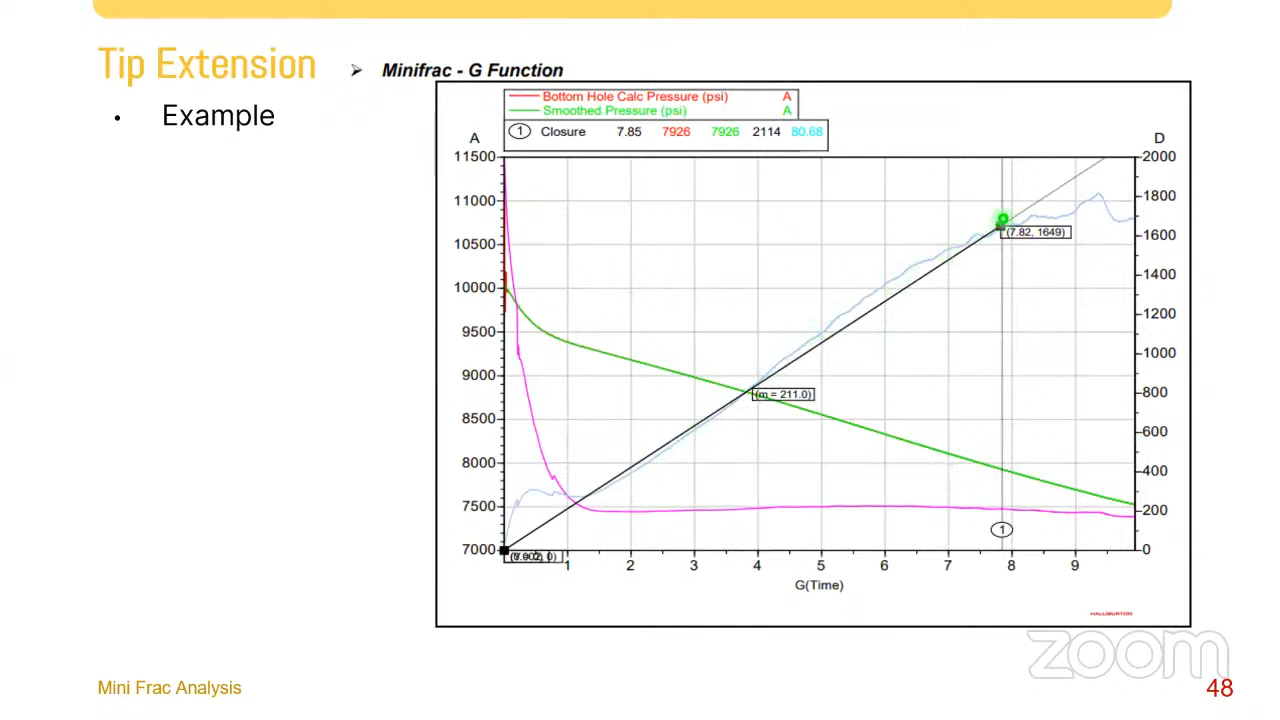 Tip Extension
• Example
➢ Minifrac - G Function
Bottom Hole Calc Pressure (psi) A
Smoothed Pressure (psi) A
1 Closure 7.85 7926 7926 2114 80.68
A
D
11500
11000
10500
10000
9500
9000
8500
8000
7500
7000
2000
1800
1600
1400
1200
1000
800
600
400
200
0
(7.82, 1649)
(m = 211.0)
1
1 2 3 4 5 6 7 8 9
G(Time)
HALLIBURTON
zoom
Mini Frac Analysis
48